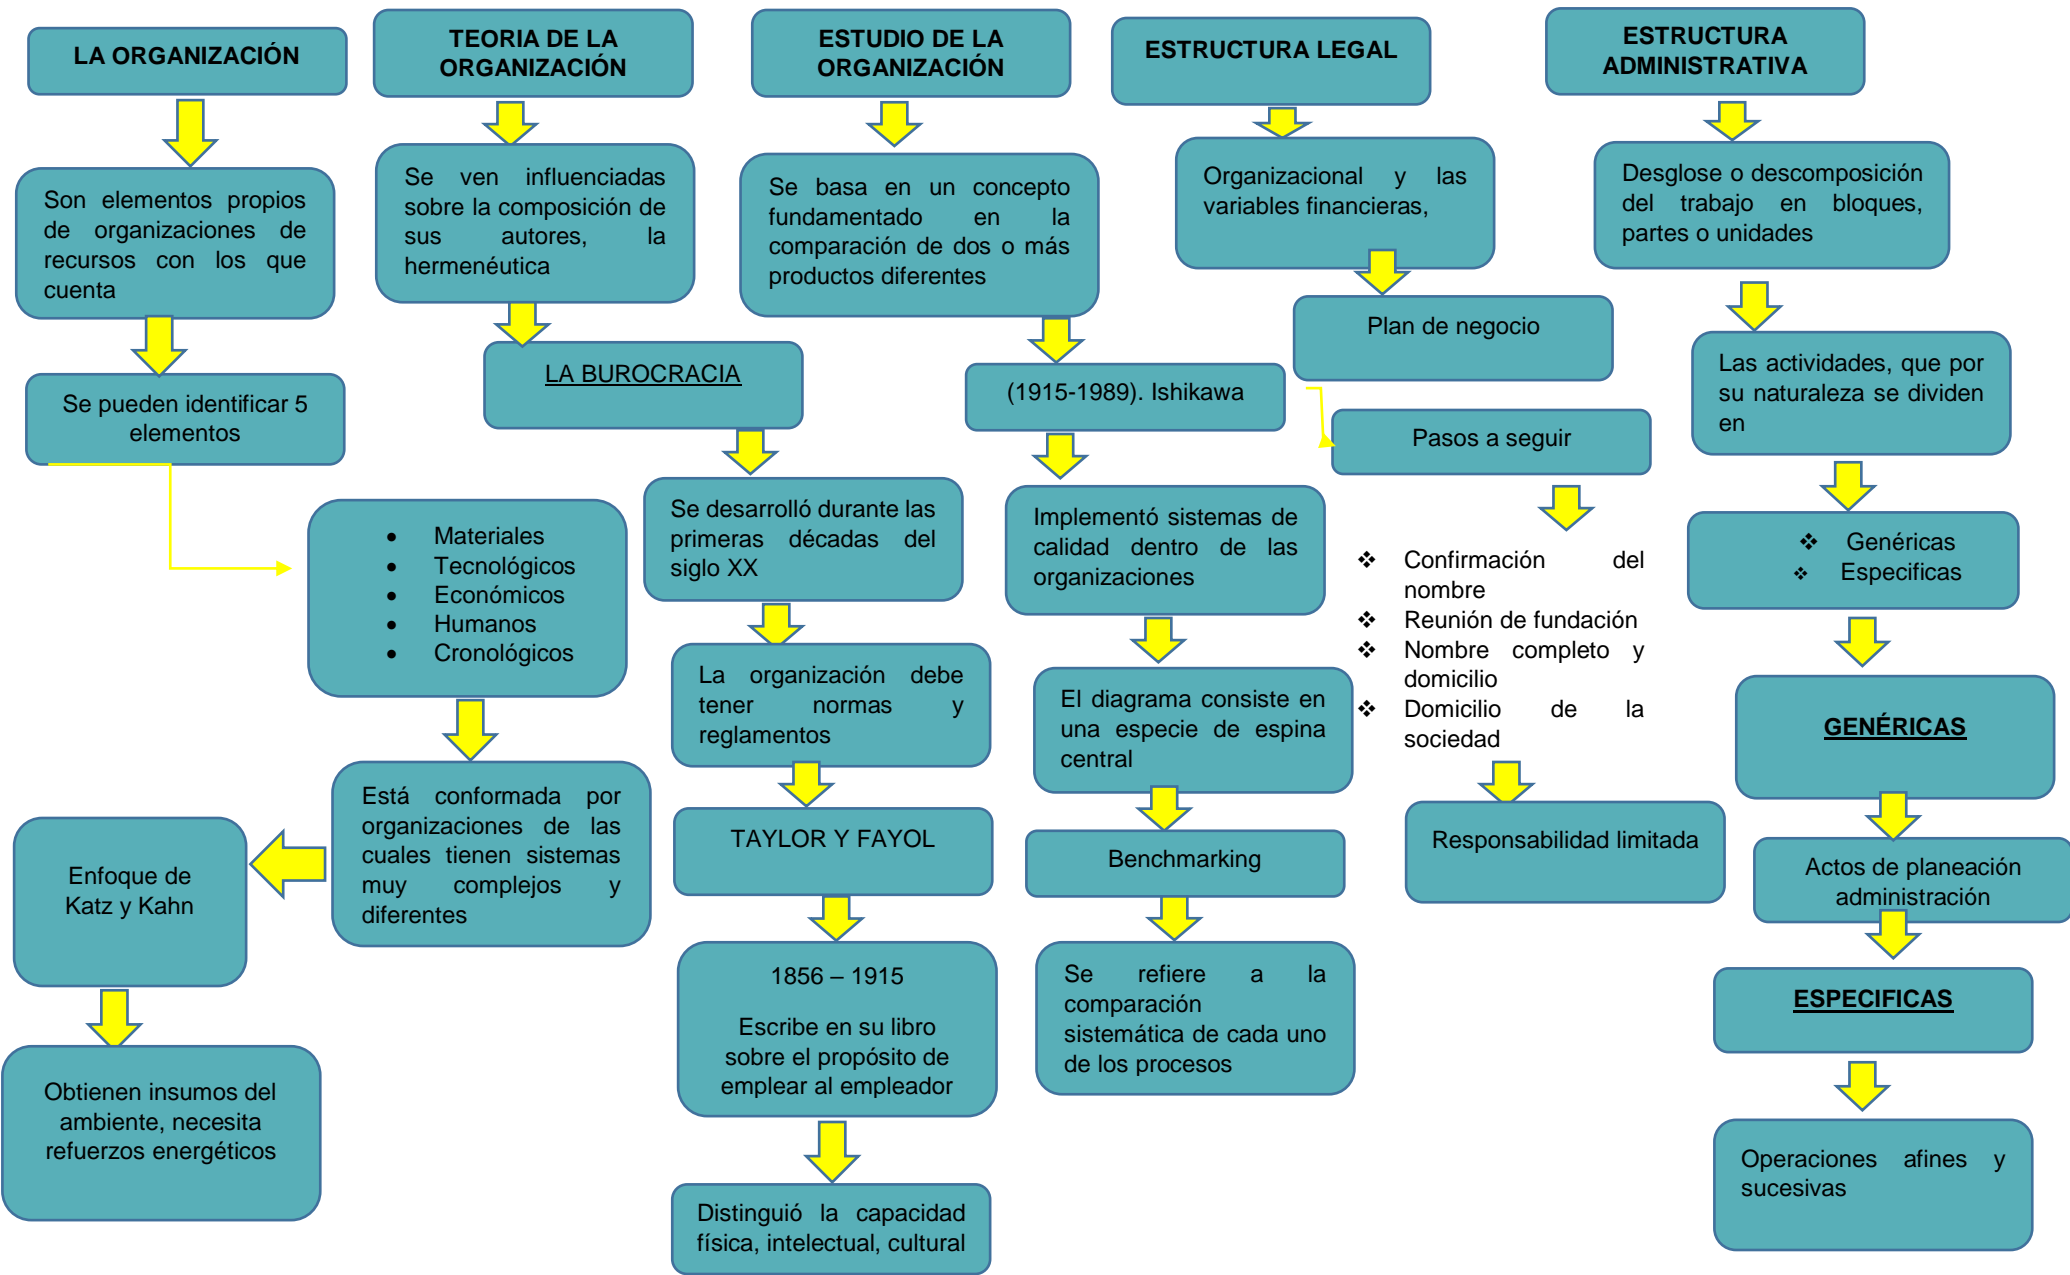 LA ORGANIZACIÓN
Son elementos propios
de organizaciones de
recursos con los que
cuenta
Se pueden identificar 5
elementos
• Materiales
• Tecnológicos
• Económicos
• Humanos
• Cronológicos
Está conformada por
organizaciones de las
cuales tienen sistemas
muy complejos y
diferentes
Enfoque de
Katz y Kahn
Obtienen insumos del
ambiente, necesita
refuerzos energéticos
TEORIA DE LA
ORGANIZACIÓN
Se ven influenciadas
sobre la composición de
sus autores, la
hermenéutica
LA BUROCRACIA
Se desarrolló durante las
primeras décadas del
siglo XX
La organización debe
tener normas y
reglamentos
TAYLOR Y FAYOL
1856 – 1915
Escribe en su libro
sobre el propósito de
emplear al empleador
Distinguió la capacidad
física, intelectual, cultural
ESTUDIO DE LA
ORGANIZACIÓN
Se basa en un concepto
fundamentado en la
comparación de dos o más
productos diferentes
(1915-1989). Ishikawa
Implementó sistemas de
calidad dentro de las
organizaciones
El diagrama consiste en
una especie de espina
central
Benchmarking
Se refiere a la
comparación
sistemática de cada uno
de los procesos
ESTRUCTURA LEGAL
Organizacional y las
variables financieras,
Plan de negocio
Pasos a seguir
❖ Confirmación del
nombre
❖ Reunión de fundación
❖ Nombre completo y
domicilio
❖ Domicilio de la
sociedad
Responsabilidad limitada
ESTRUCTURA
ADMINISTRATIVA
Desglose o descomposición
del trabajo en bloques,
partes o unidades
Las actividades, que por
su naturaleza se dividen
en
❖ Genéricas
❖ Especificas
GENÉRICAS
Actos de planeación
administración
ESPECIFICAS
Operaciones afines y
sucesivas